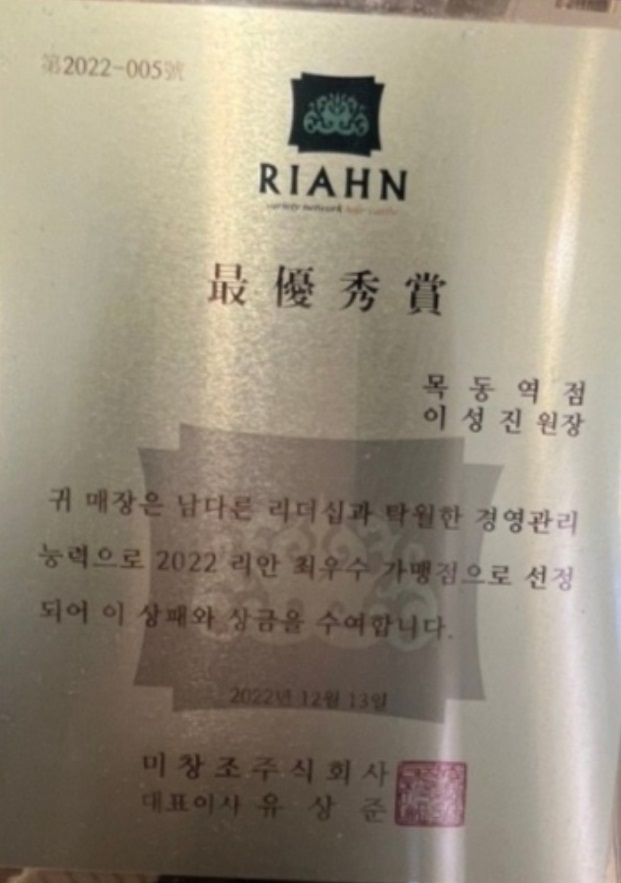 第2022-005號
RIAHN
variety network hair centre
最優秀賞
목동역점
이성진 원장
귀 매장은 남다른 리더십과 탁월한 경영관리
능력으로 2022 리안 최우수 가맹점으로 선정
되어 이 상패와 상금을 수여합니다.
2022년 12월 13일
미창조주식회사
대표이사 유상준